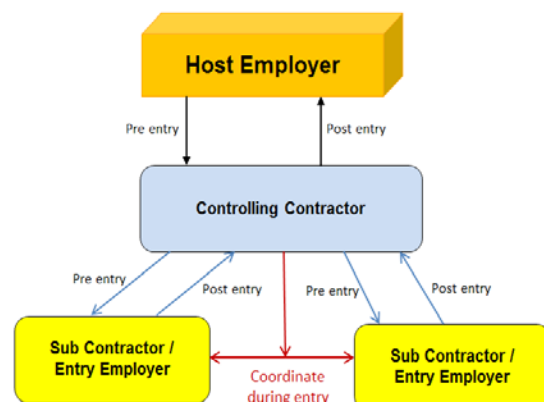 Host Employer
Pre entry
Post entry
Controlling Contractor
Pre entry
Post entry
Pre entry
Post entry
Sub Contractor /
Entry Employer
Coordinate
during entry
Sub Contractor /
Entry Employer